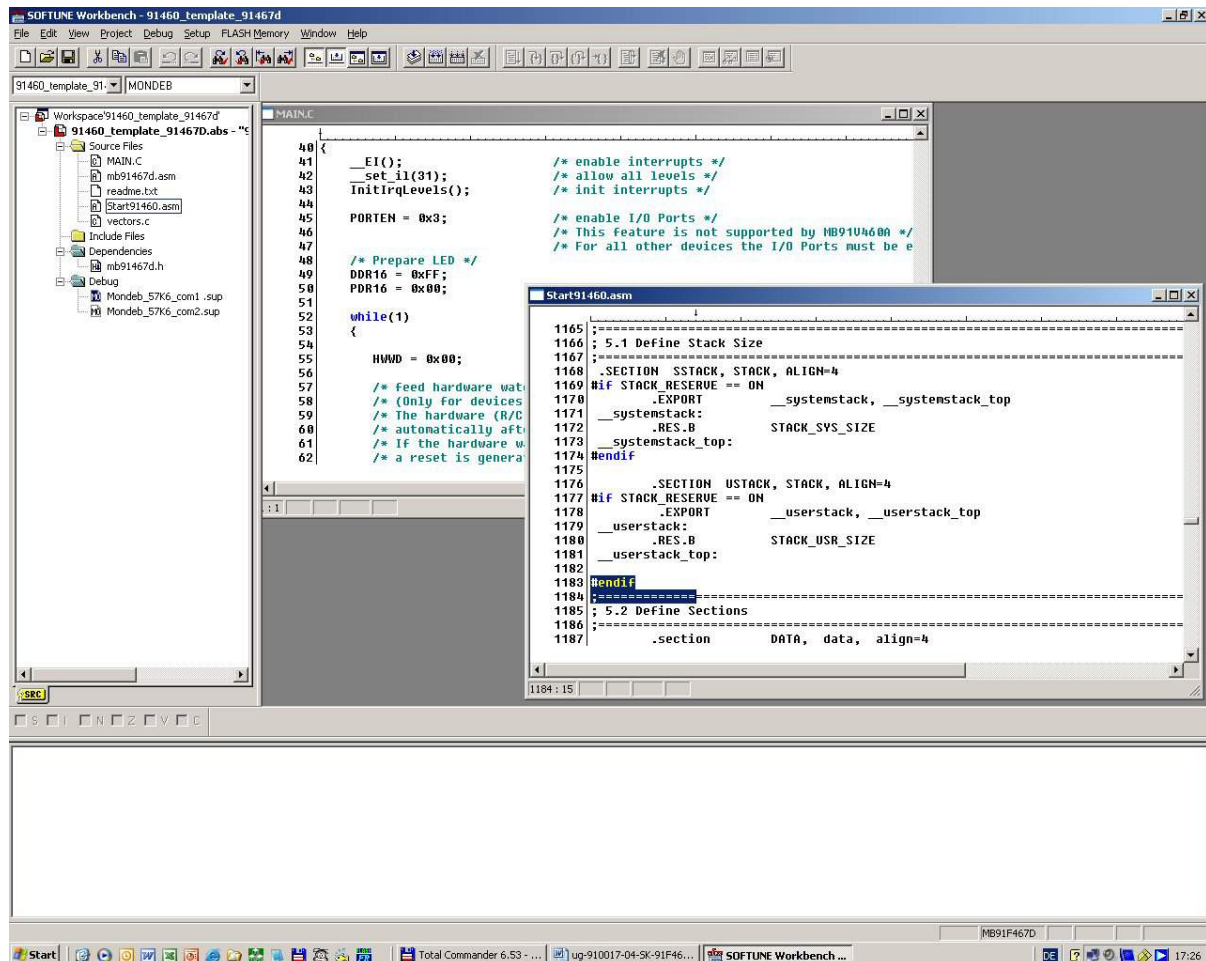 SOFTUNE Workbench - 91460_template_91467d
File Edit View Project Debug Setup FLASH Memory Window Help
91460_template_91- MONDEB
Workspace'91460_template_91467d'
91460_template_91467D.abs - "9
Source Files
MAIN.C
mb91467d.asm
readme.txt
Start91460.asm
vectors.c
Include Files
Dependencies
mb91467d.h
Debug
Mondeb_57K6_com1 .sup
Mondeb_57K6_com2.sup
SRC
MAIN.C
40 {
41 __EI(); /* enable interrupts */
42 __set_il(31); /* allow all levels */
43 InitIrqLevels(); /* init interrupts */
44
45 PORTEN = 0x3; /* enable I/O Ports */
46 /* This feature is not supported by MB91V460A */
47 /* For all other devices the I/O Ports must be e
48 /* Prepare LED */
49 DDR16 = 0xFF;
50 PDR16 = 0x00;
51
52 while(1)
53 {
54
55 HWWD = 0x00;
56
57 /* feed hardware wat
58 /* (Only for devices
59 /* The hardware (R/C
60 /* automatically aft
61 /* If the hardware w
62 /* a reset is genera
: 1
Start91460.asm
1165 ;===============================================================================
1166 ; 5.1 Define Stack Size
1167 ;===============================================================================
1168 .SECTION SSTACK, STACK, ALIGN=4
1169 #if STACK_RESERVE == ON
1170 .EXPORT __systemstack, __systemstack_top
1171 __systemstack:
1172 .RES.B STACK_SYS_SIZE
1173 __systemstack_top:
1174 #endif
1175
1176 .SECTION USTACK, STACK, ALIGN=4
1177 #if STACK_RESERVE == ON
1178 .EXPORT __userstack, __userstack_top
1179 __userstack:
1180 .RES.B STACK_USR_SIZE
1181 __userstack_top:
1182
1183 #endif
1184 ;===============================================================================
1185 ; 5.2 Define Sections
1186 ;===============================================================================
1187 .section DATA, data, align=4
1184 : 15
S I N Z V C
MB91F467D
Start Total Commander 6.53 - ... ug-910017-04-SK-91F46... SOFTUNE Workbench ... DE 17:26